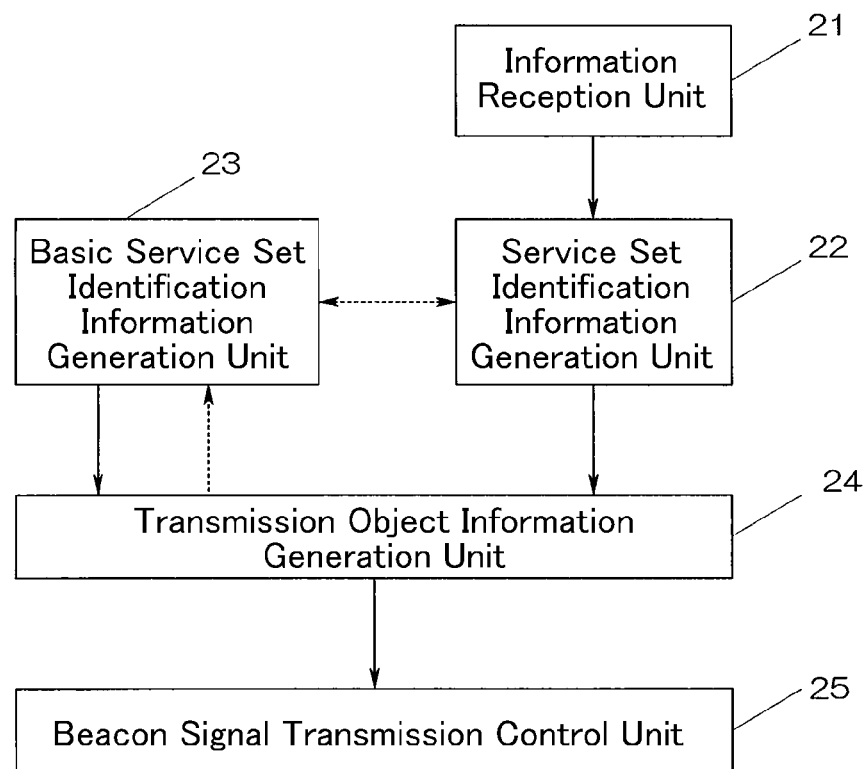 21
Information
Reception Unit
23
Basic Service Set
Identification
Information
Generation Unit
22
Service Set
Identification
Information
Generation Unit
24
Transmission Object Information
Generation Unit
25
Beacon Signal Transmission Control Unit